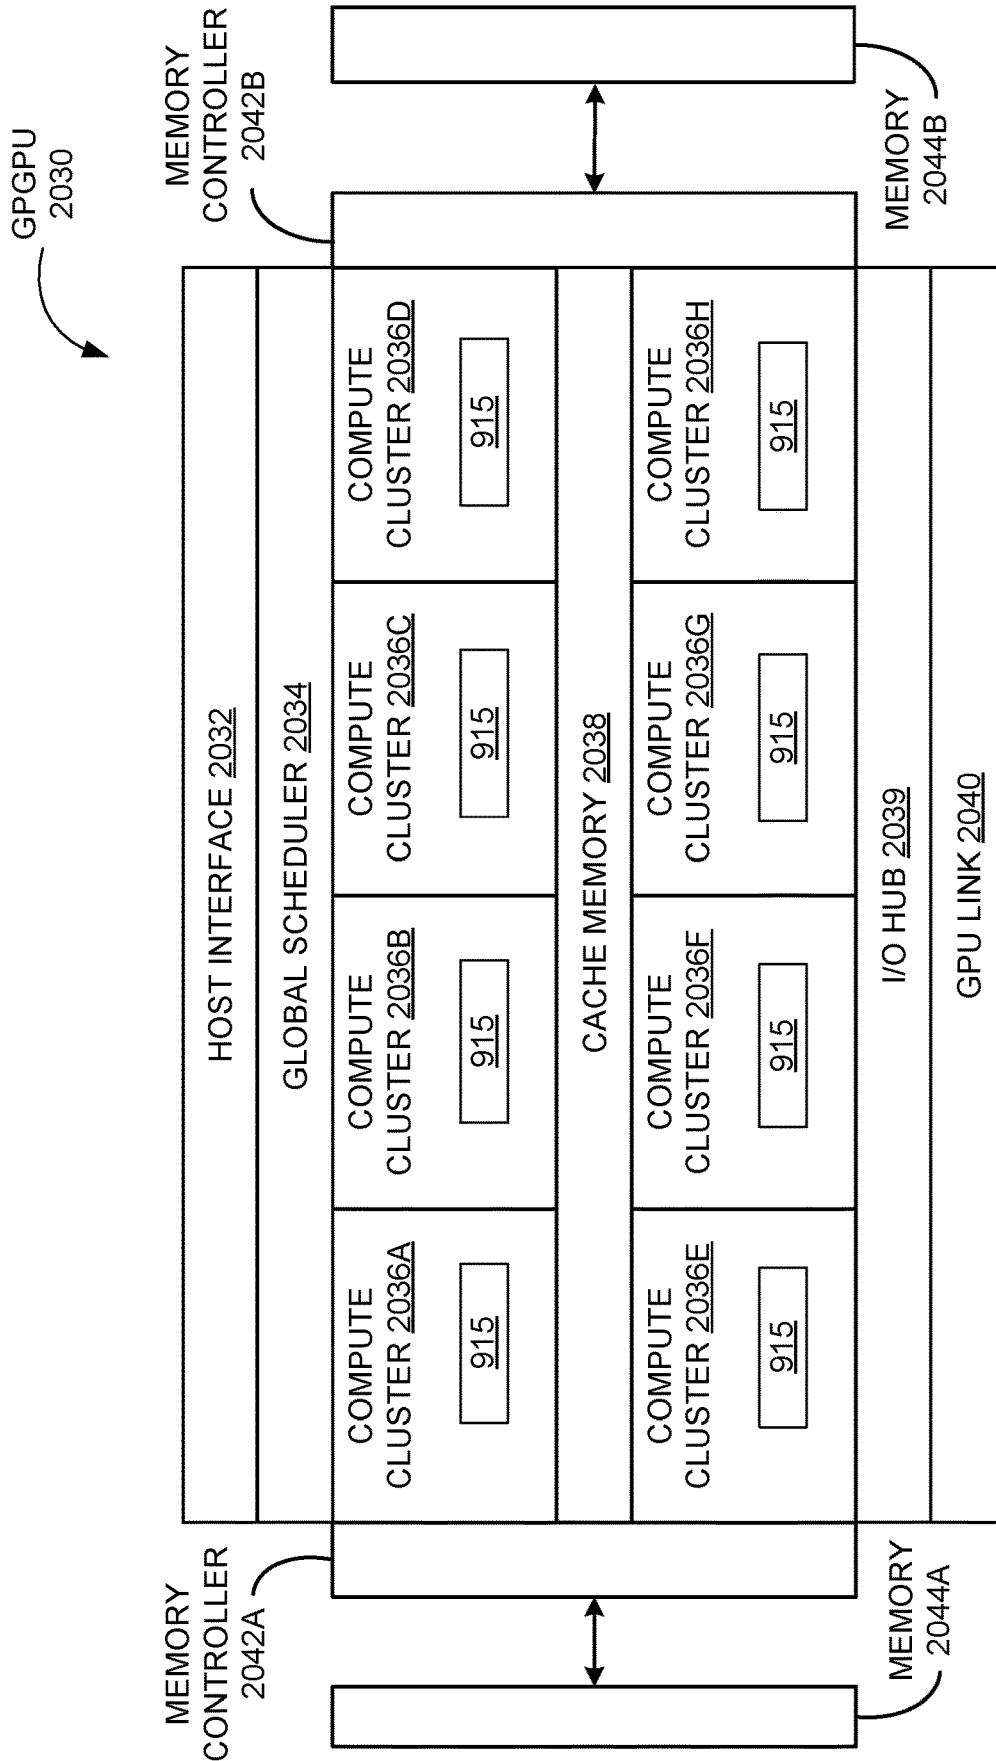 GPGPU
2030
MEMORY
CONTROLLER
2042A
MEMORY
CONTROLLER
2042B
HOST INTERFACE 2032
GLOBAL SCHEDULER 2034
COMPUTE
CLUSTER 2036A
915
COMPUTE
CLUSTER 2036B
915
COMPUTE
CLUSTER 2036C
915
COMPUTE
CLUSTER 2036D
915
CACHE MEMORY 2038
COMPUTE
CLUSTER 2036E
915
COMPUTE
CLUSTER 2036F
915
COMPUTE
CLUSTER 2036G
915
COMPUTE
CLUSTER 2036H
915
I/O HUB 2039
GPU LINK 2040
MEMORY
2044A
MEMORY
2044B